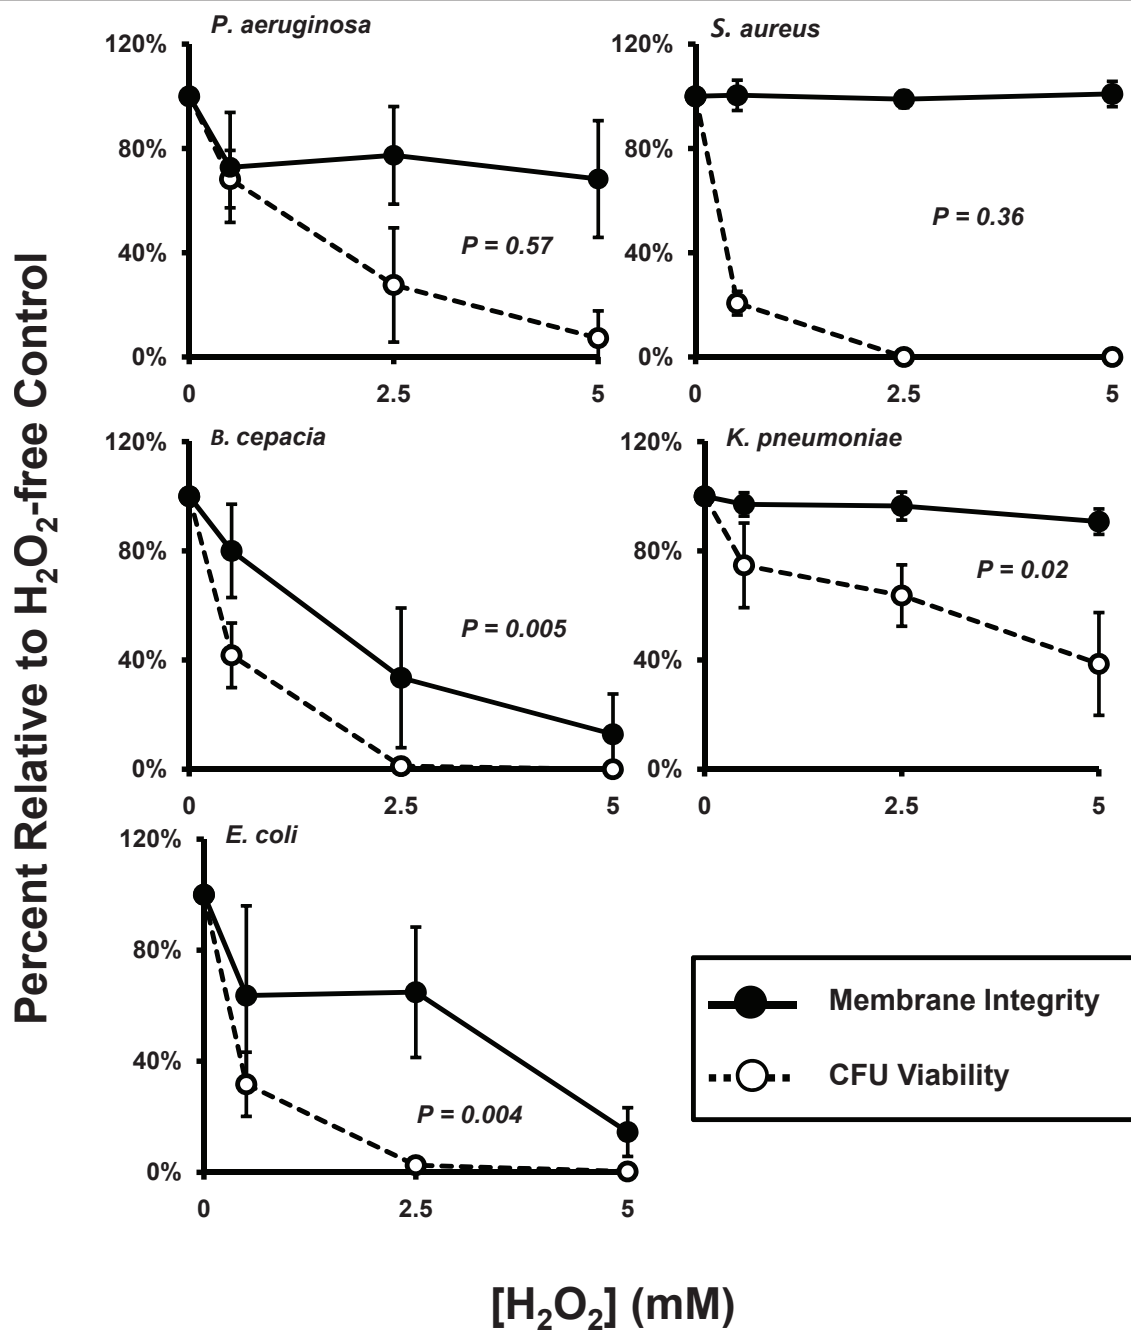 Percent Relative to H₂O₂-free Control
P. aeruginosa
120%
80%
40%
0%
P = 0.57
0 2.5 5
S. aureus
120%
80%
40%
0%
P = 0.36
0 2.5 5
B. cepacia
120%
80%
40%
0%
P = 0.005
0 2.5 5
K. pneumoniae
120%
80%
40%
0%
P = 0.02
0 2.5 5
E. coli
120%
80%
40%
0%
P = 0.004
0 2.5 5
Membrane Integrity
CFU Viability
[H₂O₂] (mM)